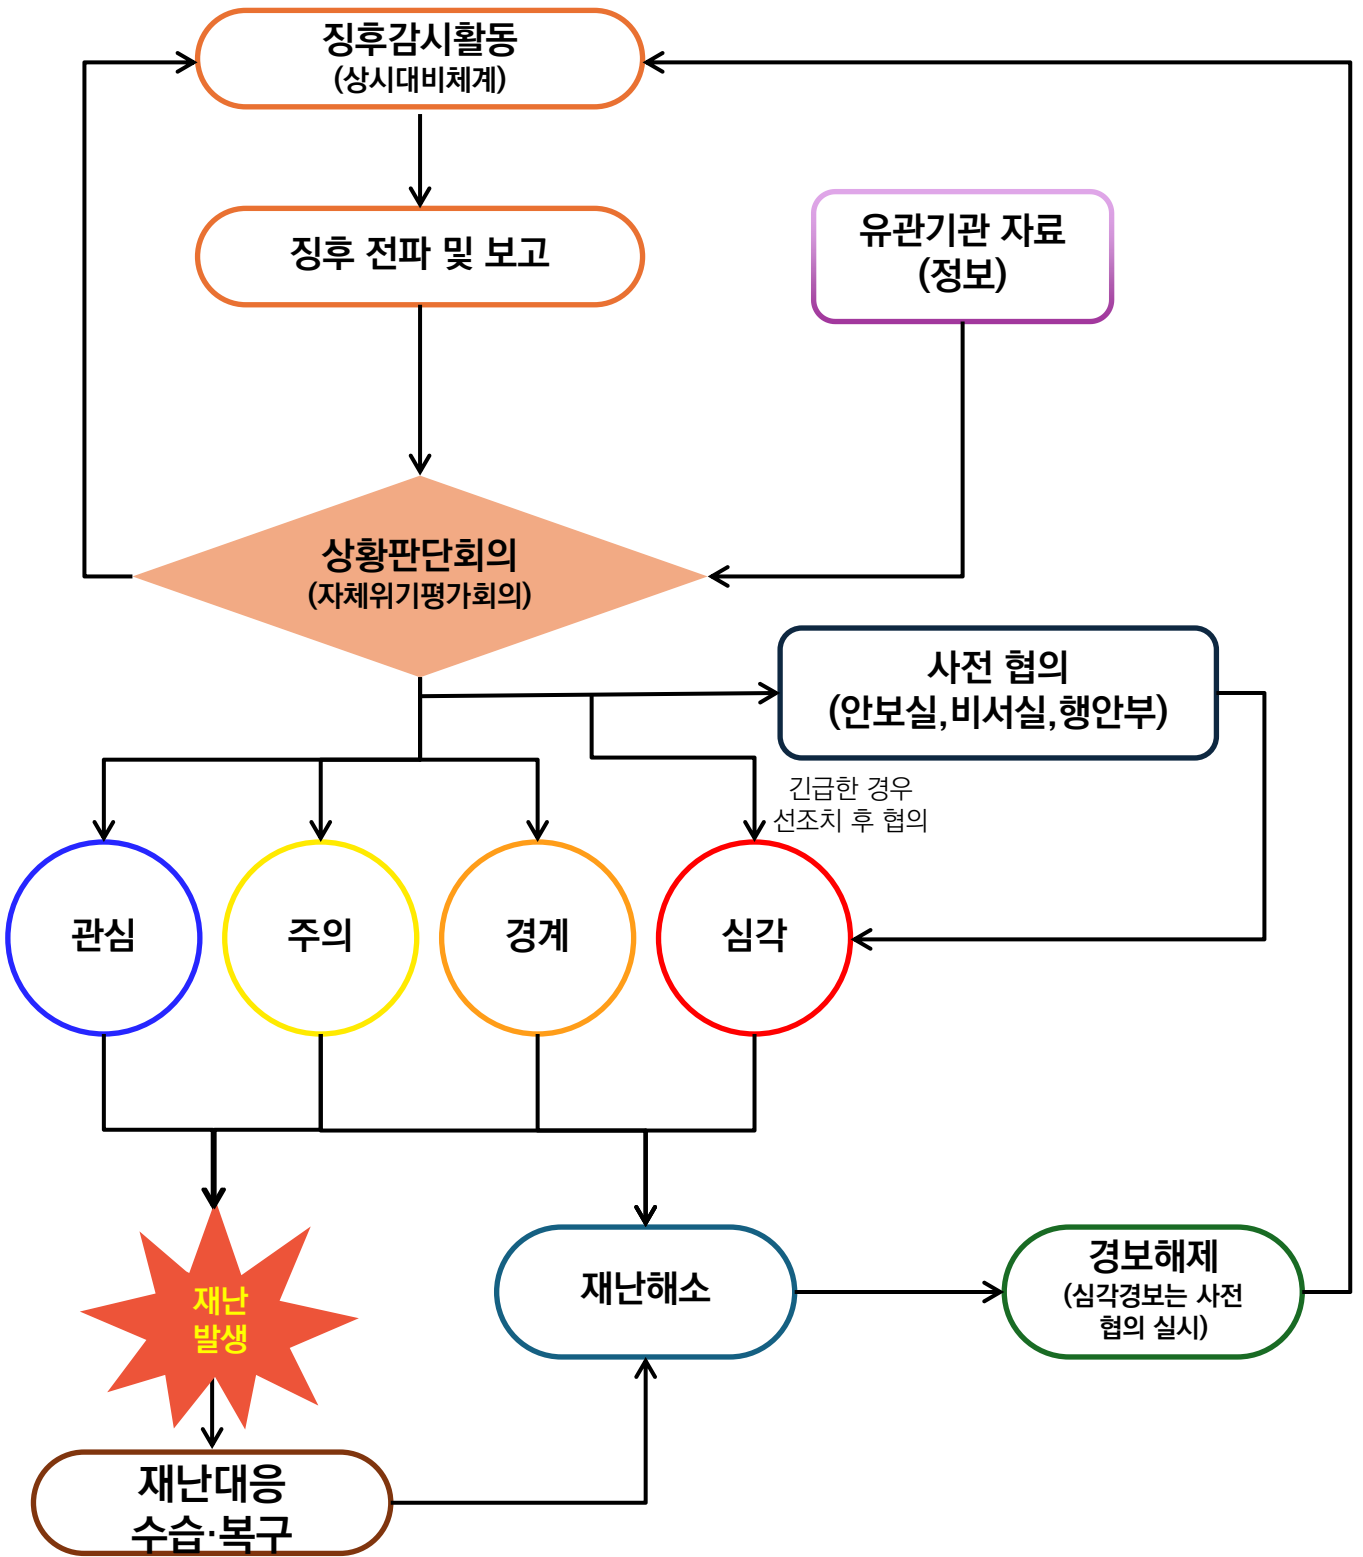 징후감시활동
(상시대비체계)
징후 전파 및 보고
유관기관 자료
(정보)
상황판단회의
(자체위기평가회의)
사전 협의
(안보실,비서실,행안부)
긴급한 경우
선조치 후 협의
관심
주의
경계
심각
재난
발생
재난해소
경보해제
(심각경보는 사전
협의 실시)
재난대응
수습·복구